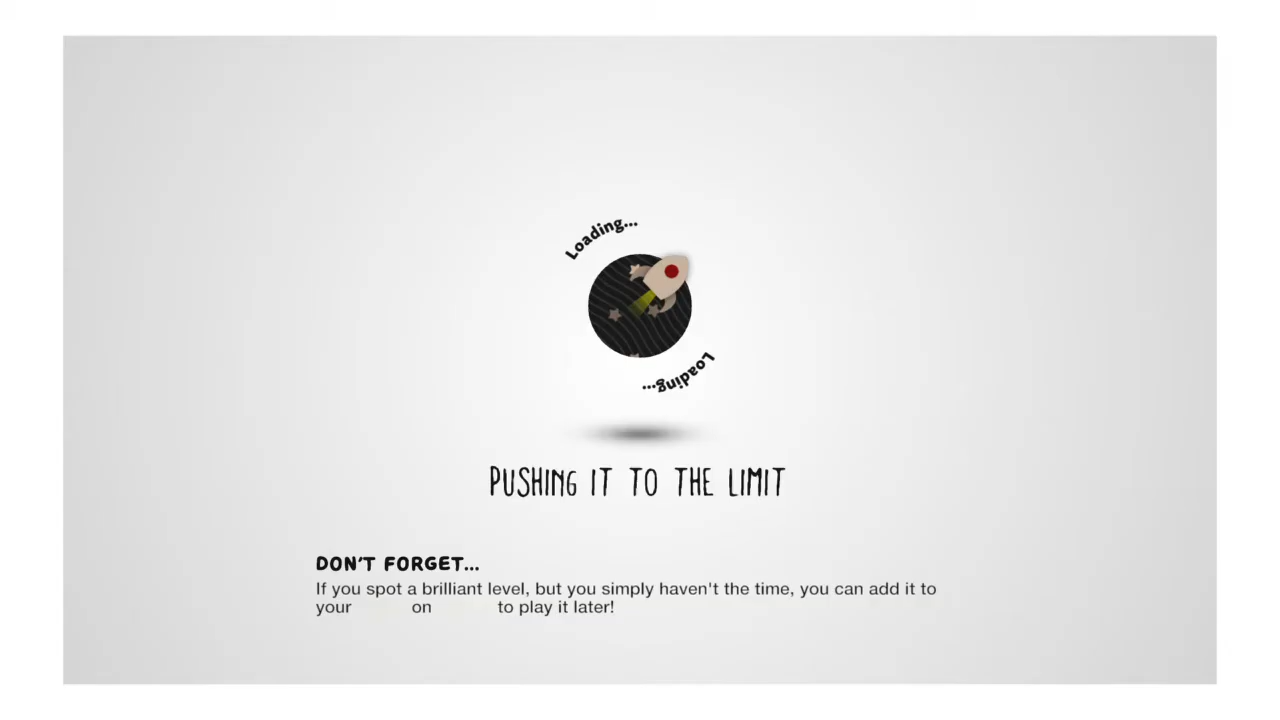 Loading...
Loading...
PUSHING IT TO THE LIMIT
DON'T FORGET...
If you spot a brilliant level, but you simply haven't the time, you can add it to
your on to play it later!